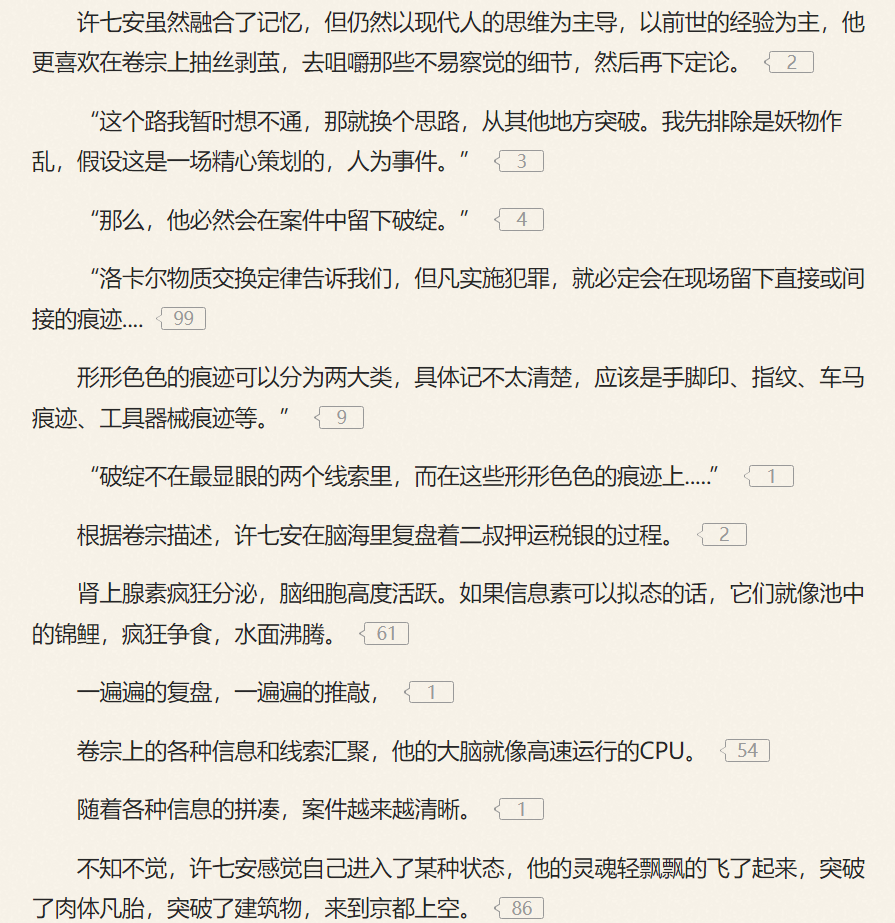 许七安虽然融合了记忆，但仍然以现代人的思维为主导，以前世的经验为主，他
更喜欢在卷宗上抽丝剥茧，去咀嚼那些不易察觉的细节，然后再下定论。 2
“这个路我暂时想不通，那就换个思路，从其他地方突破。我先排除是妖物作
乱，假设这是一场精心策划的，人为事件。” 3
“那么，他必然会在案件中留下破绽。” 4
“洛卡尔物质交换定律告诉我们，但凡实施犯罪，就必定会在现场留下直接或间
接的痕迹.... 99
形形色色的痕迹可以分为两大类，具体记不太清楚，应该是手脚印、指纹、车马
痕迹、工具器械痕迹等。” 9
“破绽不在最显眼的两个线索里，而在这些形形色色的痕迹上.....” 1
根据卷宗描述，许七安在脑海里复盘着二叔押运税银的过程。 2
肾上腺素疯狂分泌，脑细胞高度活跃。如果信息素可以拟态的话，它们就像池中
的锦鲤，疯狂争食，水面沸腾。 61
一遍遍的复盘，一遍遍的推敲， 1
卷宗上的各种信息和线索汇聚，他的大脑就像高速运行的CPU。 54
随着各种信息的拼凑，案件越来越清晰。 1
不知不觉，许七安感觉自己进入了某种状态，他的灵魂轻飘飘的飞了起来，突破
了肉体凡胎，突破了建筑物，来到京都上空。 86